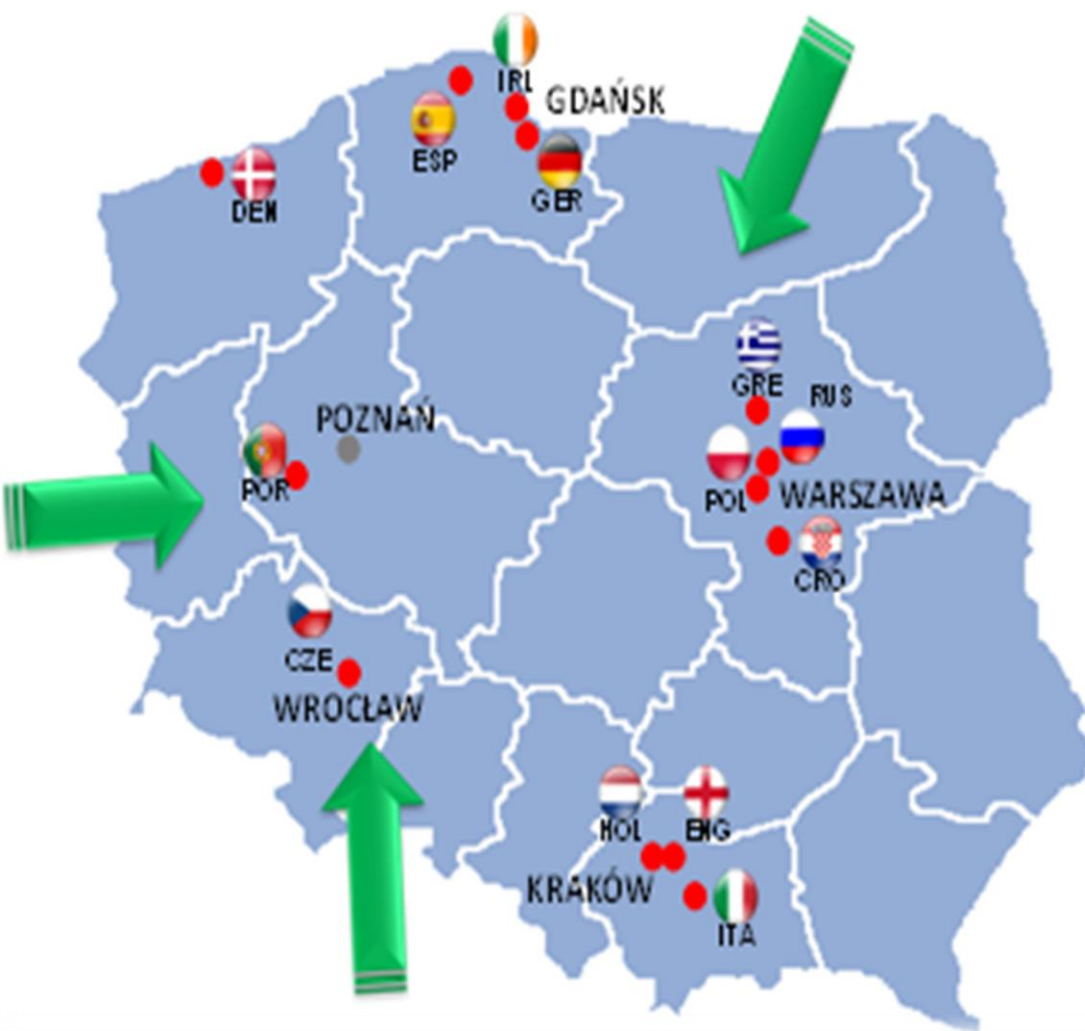 IRL
GDAŃSK
ESP
GER
DEN
GRE
RUS
POZNAŃ
POR
POL
WARSZAWA
CRO
CZE
WROCŁAW
HOL
ENG
KRAKÓW
ITA